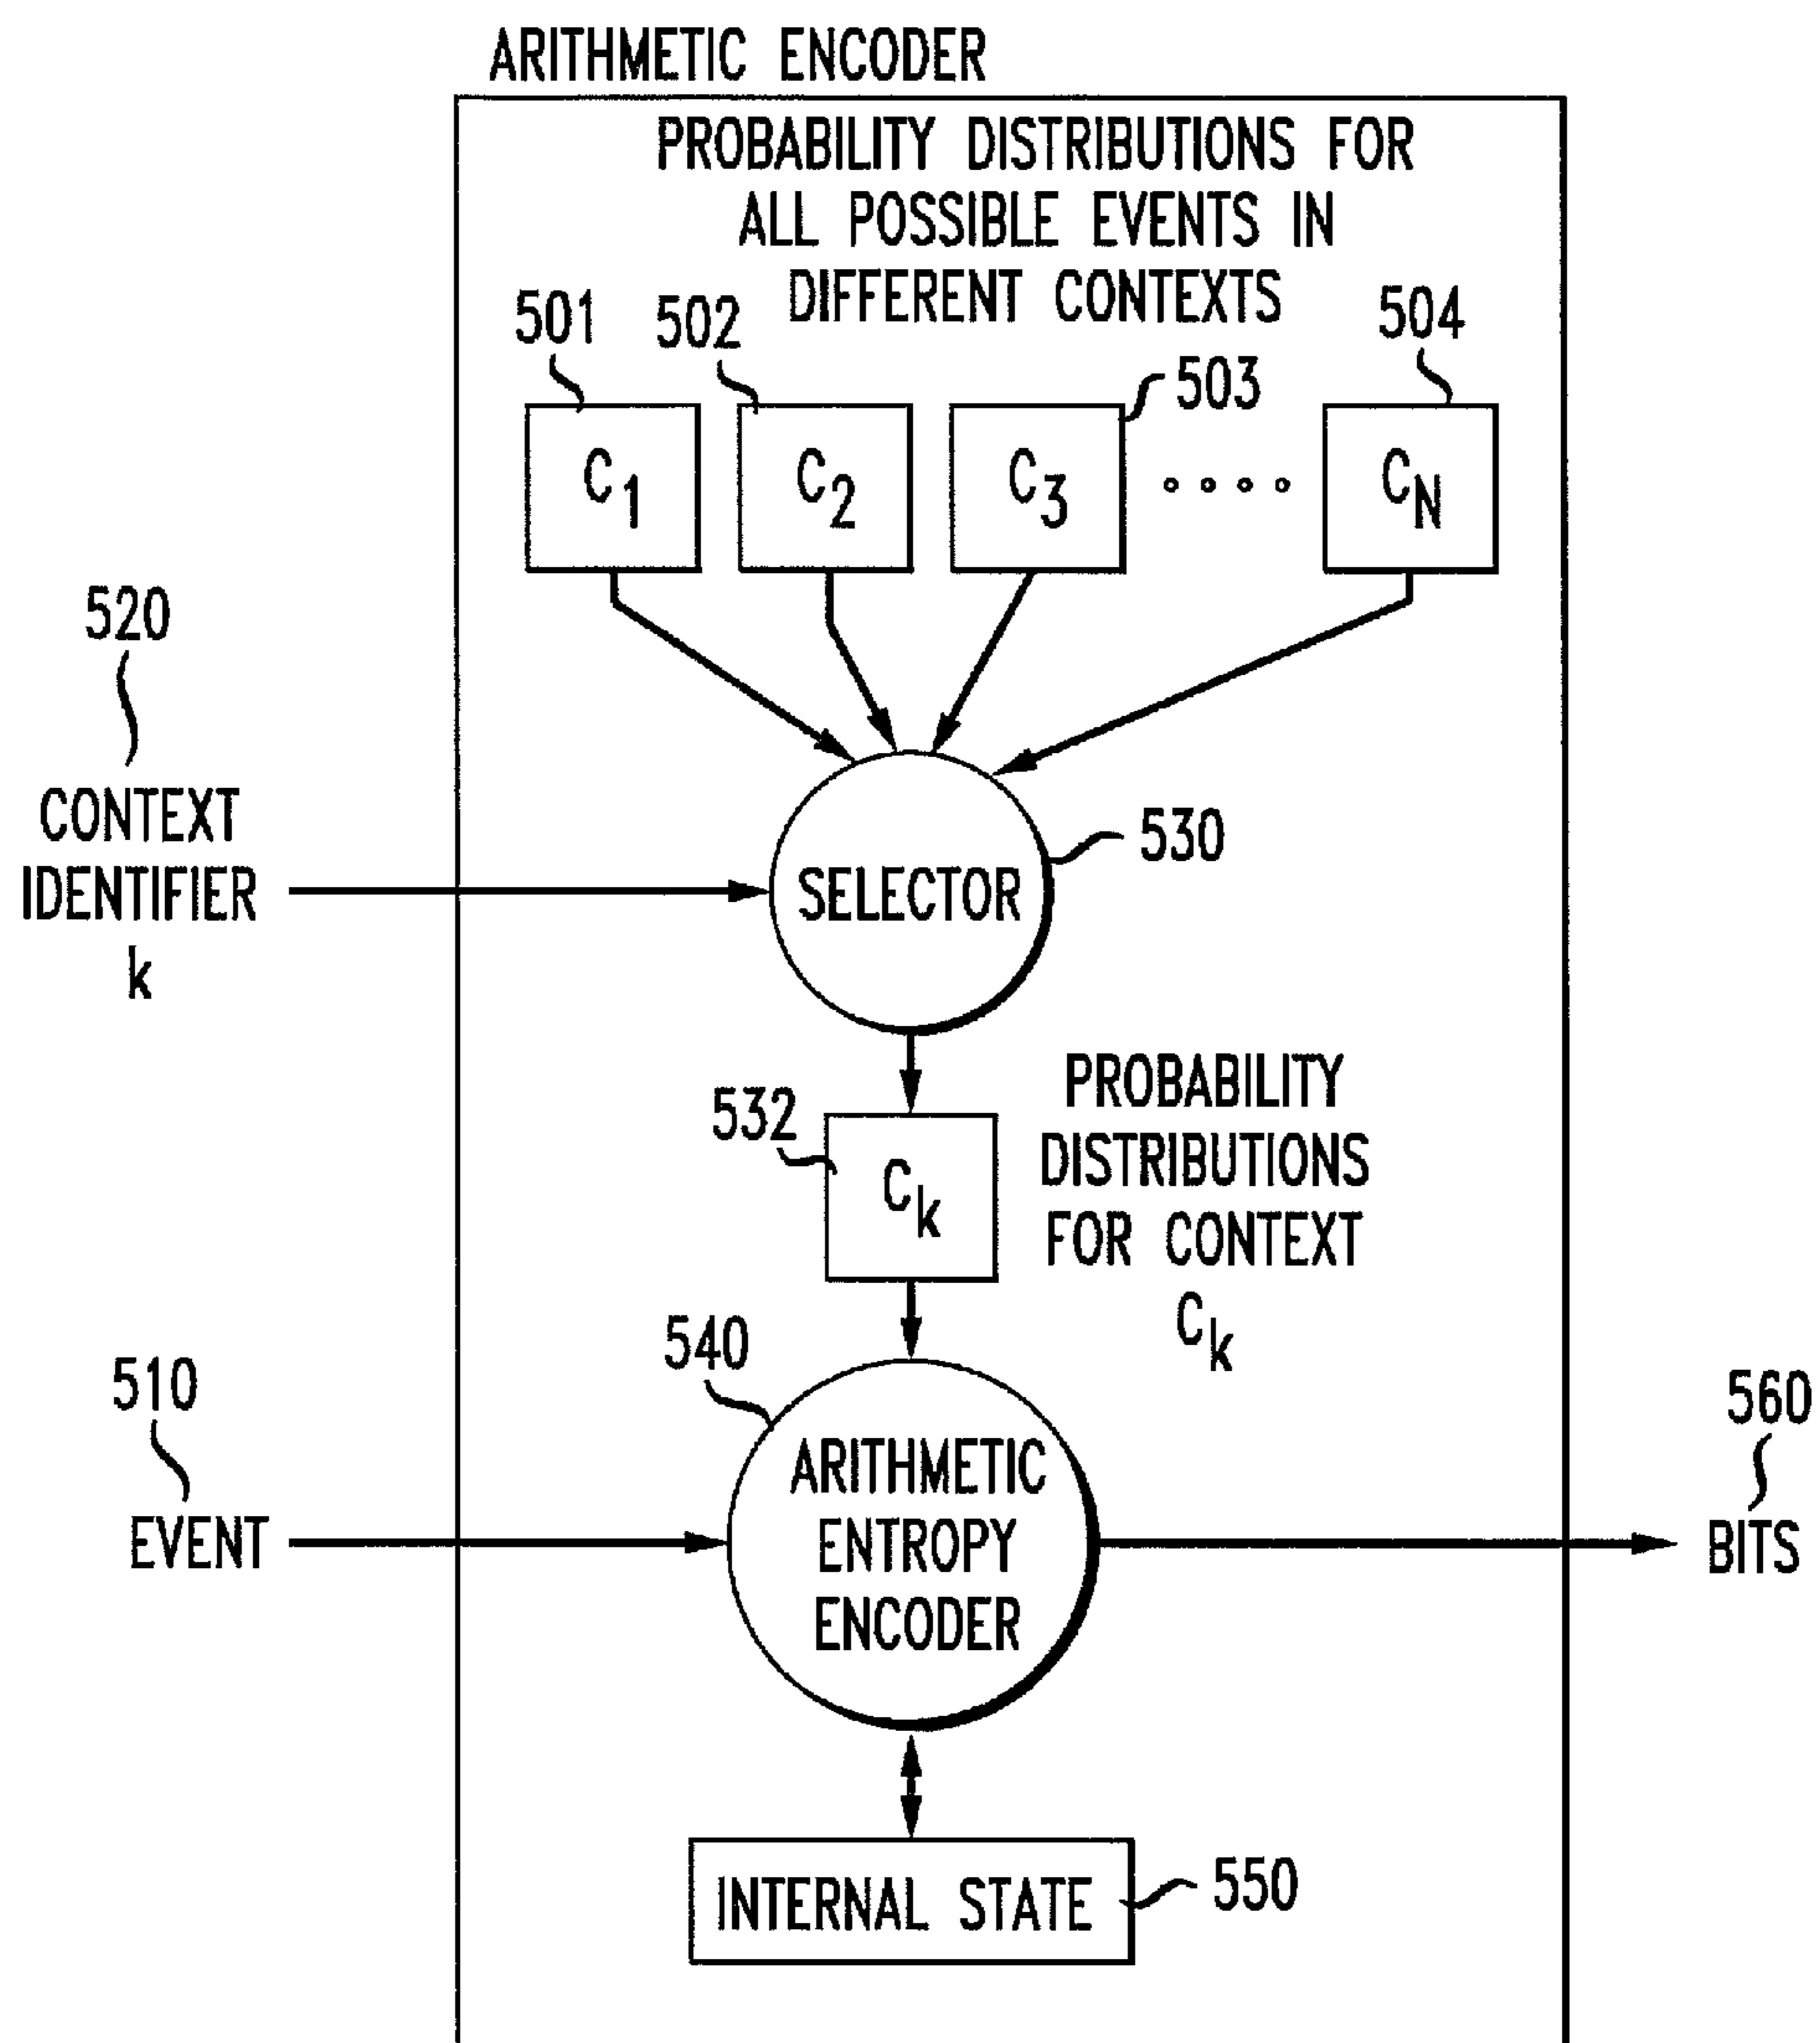 ARITHMETIC ENCODER
PROBABILITY DISTRIBUTIONS FOR
ALL POSSIBLE EVENTS IN
DIFFERENT CONTEXTS
501
502
503
504
C1
C2
C3
CN
520
CONTEXT
IDENTIFIER
k
530
SELECTOR
532
Ck
PROBABILITY
DISTRIBUTIONS
FOR CONTEXT
Ck
540
510
EVENT
ARITHMETIC
ENTROPY
ENCODER
560
BITS
INTERNAL STATE
550